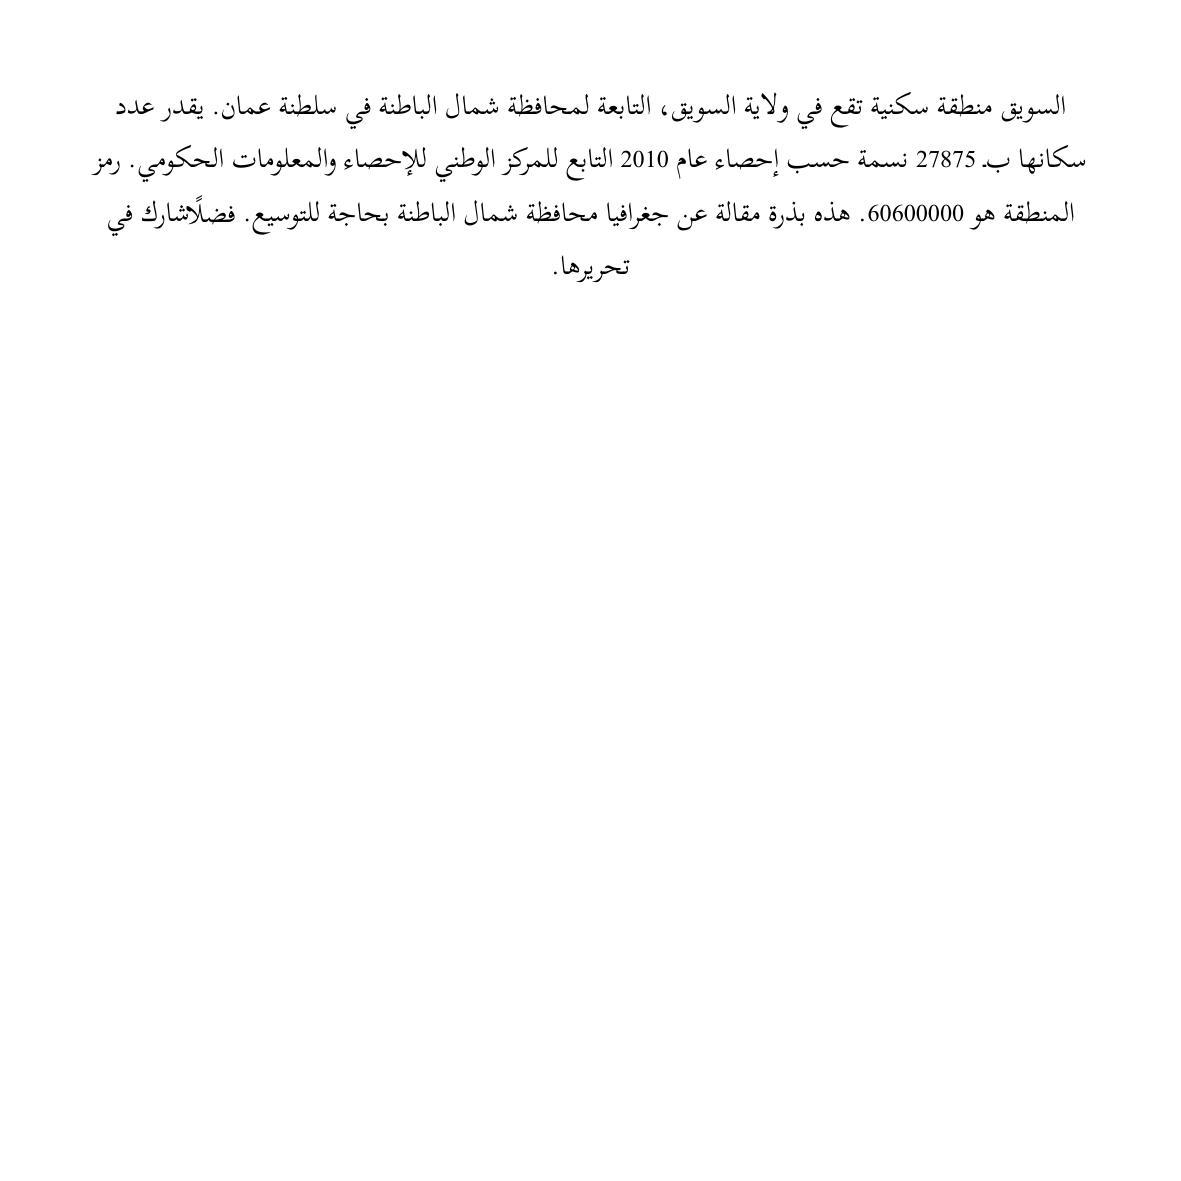 السويق منطقة سكنية تقع في ولاية السويق، التابعة لمحافظة شمال الباطنة في سلطنة عمان. يقدر عدد
سكانها بـ 27875 نسمة حسب إحصاء عام 2010 التابع للمركز الوطني للإحصاء والمعلومات الحكومي. رمز
المنطقة هو 60600000. هذه بذرة مقالة عن جغرافيا محافظة شمال الباطنة بحاجة للتوسيع. فضلًاشارك في
تحريرها.